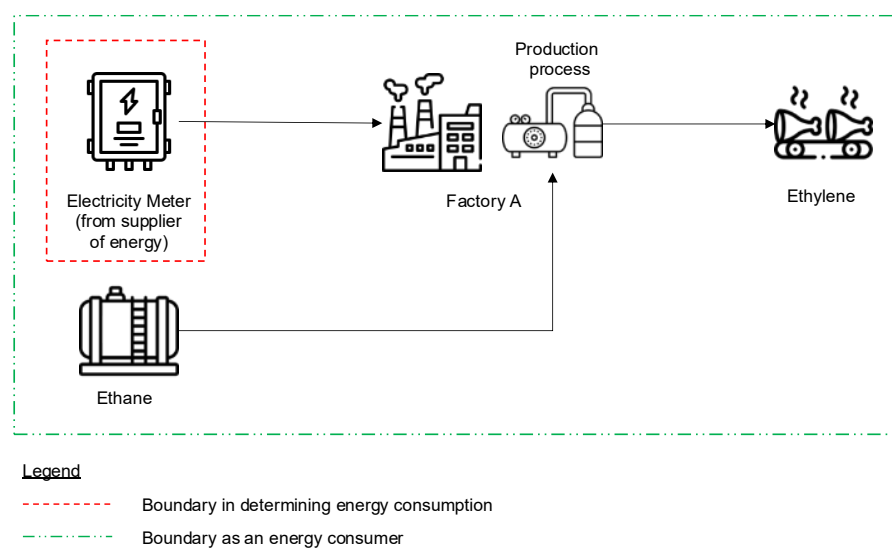 Production
process
Electricity Meter
(from supplier
of energy)
Factory A
Ethylene
Ethane
Legend
Boundary in determining energy consumption
Boundary as an energy consumer